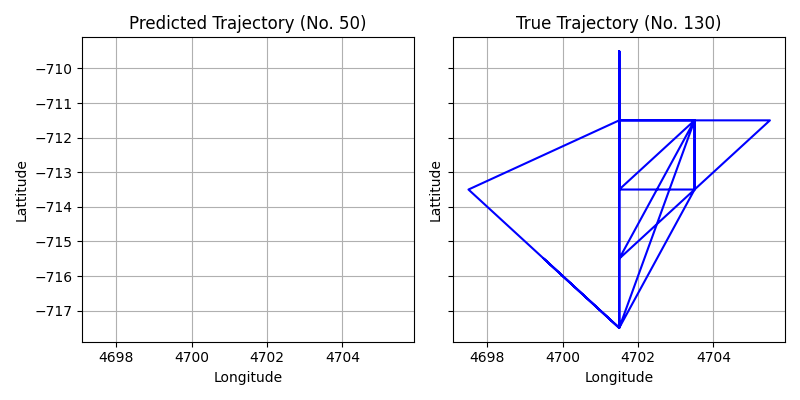 Predicted Trajectory (No. 50)
Lattitude
−710
−711
−712
−713
−714
−715
−716
−717
4698 4700 4702 4704
Longitude
True Trajectory (No. 130)
Lattitude
4698 4700 4702 4704
Longitude